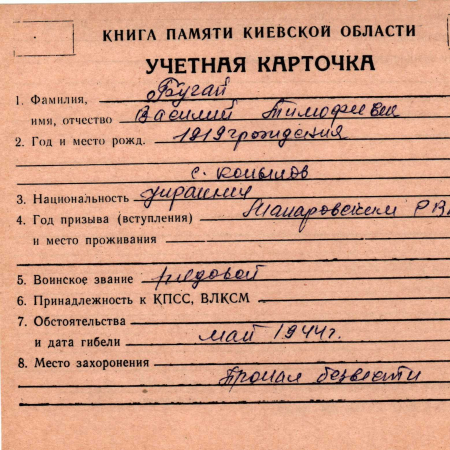 КНИГА ПАМЯТИ КИЕВСКОЙ ОБЛАСТИ
УЧЕТНАЯ КАРТОЧКА
1. Фамилия, Бугай
имя, отчество Василий Тимофеевич
2. Год и место рожд. 1919 г рождения
с. Копылов
3. Национальность украинец
4. Год призыва (вступления) Макаровским РВК
и место проживания
5. Воинское звание рядовой
6. Принадлежность к КПСС, ВЛКСМ
7. Обстоятельства
и дата гибели май 1944 г.
8. Место захоронения
Пропал безвести